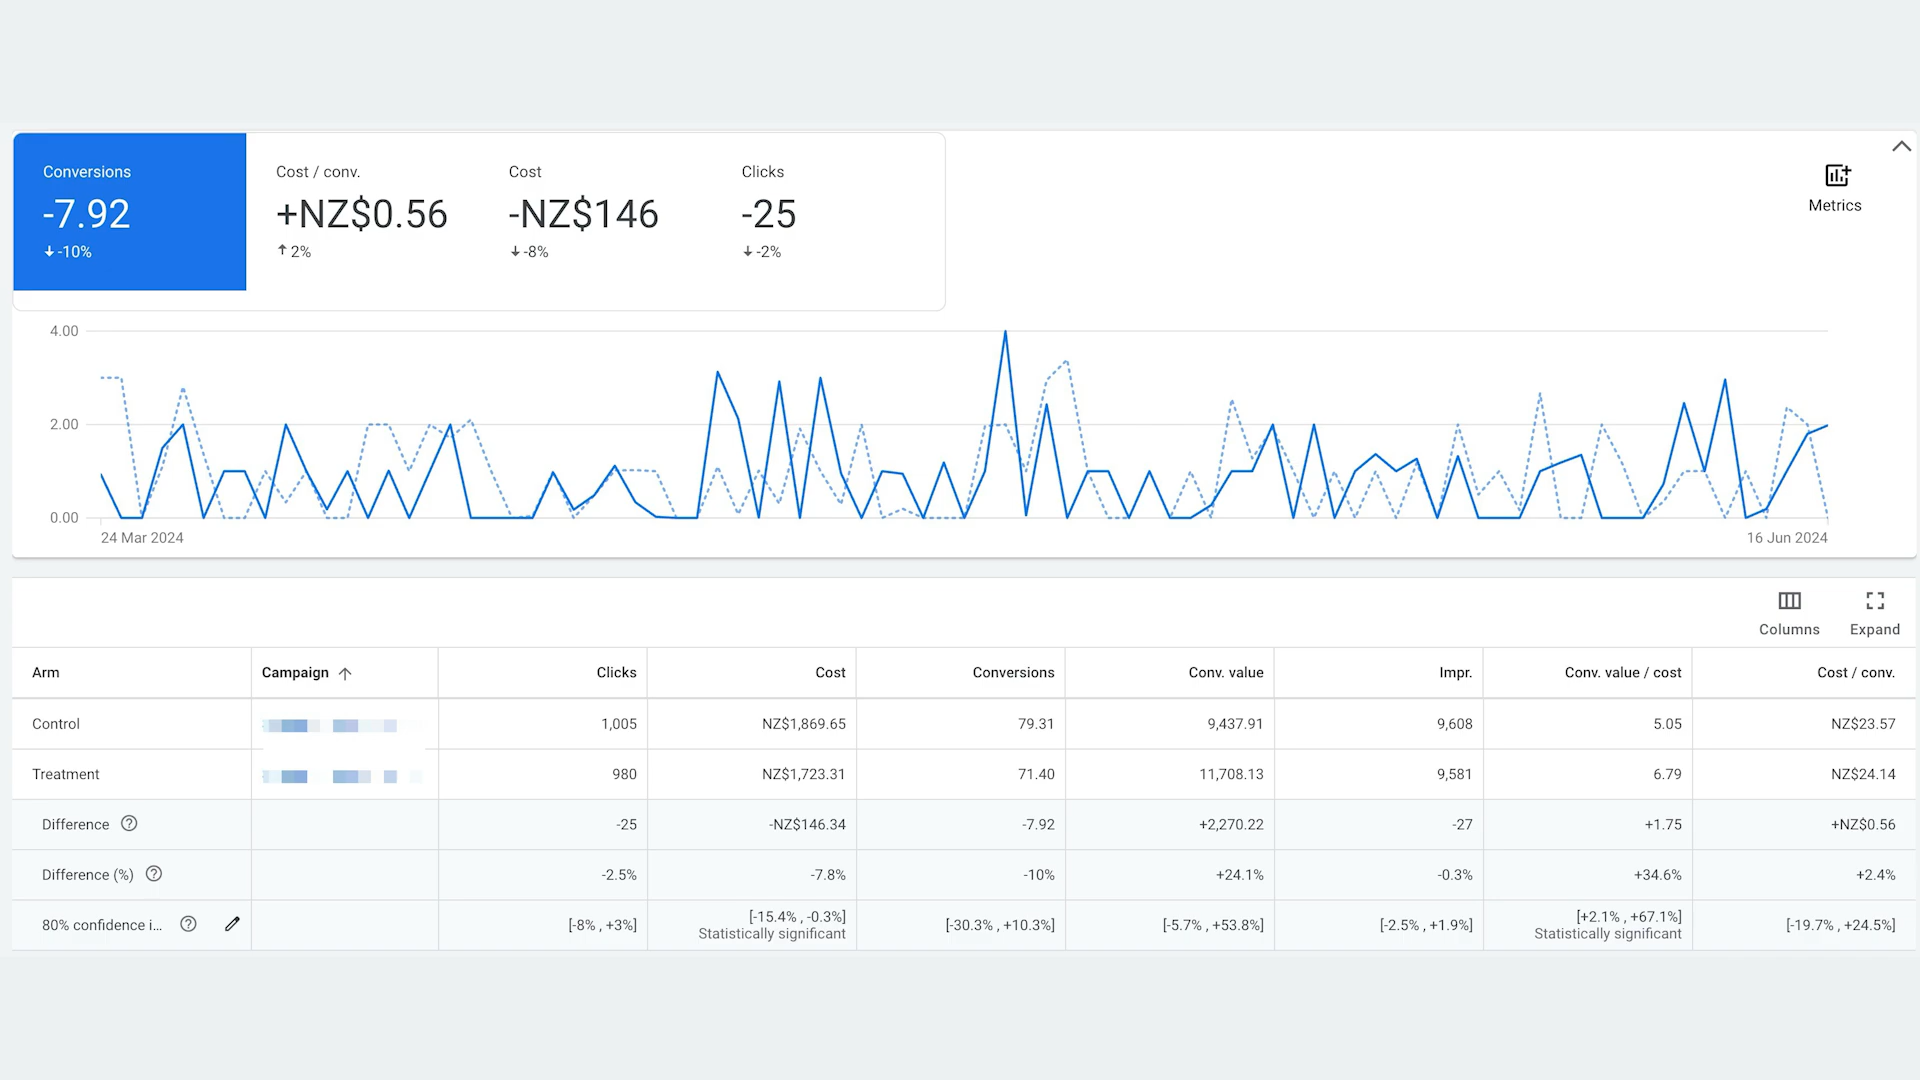 Conversions
-7.92
-10%
Cost / conv.
+NZ$0.56
2%
Cost
-NZ$146
-8%
Clicks
-25
-2%
Metrics
4.00
2.00
0.00
24 Mar 2024
16 Jun 2024
Columns
Expand
Arm Campaign Clicks Cost Conversions Conv. value Impr. Conv. value / cost Cost / conv.
Control 1,005 NZ$1,869.65 79.31 9,437.91 9,608 5.05 NZ$23.57
Treatment 980 NZ$1,723.31 71.40 11,708.13 9,581 6.79 NZ$24.14
Difference -25 -NZ$146.34 -7.92 +2,270.22 -27 +1.75 +NZ$0.56
Difference (%) -2.5% -7.8% -10% +24.1% -0.3% +34.6% +2.4%
80% confidence i... [-8% , +3%] [-15.4% , -0.3%] [-30.3% , +10.3%] [-5.7% , +53.8%] [-2.5% , +1.9%] [+2.1% , +67.1%] [-19.7% , +24.5%]
Statistically significant Statistically significant